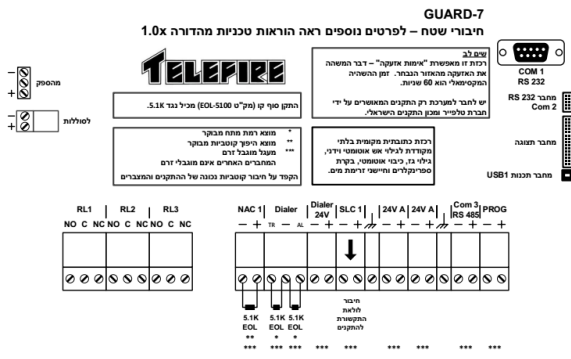 GUARD-7
חיבורי שטח – לפרטים נוספים ראה הוראות טכניות מהדורה 1.0x
TELEFIRE
שים לב
רכזת זו מאפשרת "אימות אזעקה" – דבר המשהה
את האזעקה מהאזור הנבחר. זמן ההשהיה
המקסימאלי הוא 60 שניות.
יש לחבר למערכת רק התקנים המאושרים על ידי
חברת טלפייר ומכון התקנים הישראלי.
התקן סוף קו (מק"ט EOL-5100) מכיל נגד 5.1K.
* מוצא רמת מתח מבוקר
** מוצא היפוך קוטביות מבוקר
*** מעגל מוגבל זרם
המחברים האחרים אינם מוגבלי זרם
הקפד על חיבור קוטביות נכונה של ההתקנים והמצברים
רכזת כתובתית מקומית בלתי
מקודדת לגילוי אש אוטומטי וידני,
גילוי גז, כיבוי אוטומטי, בקרת
ספרינקלרים וחיישני זרימת מים.
– + מהספק
– + לסוללות
COM 1
RS 232
מחבר RS 232
Com 2
מחבר תצוגה
מחבר תכנות USB1
RL1 RL2 RL3
NO C NC NO C NC NO C NC
NAC 1 Dialer Dialer 24V SLC 1 24V A 24V A Com 3 RS 485 PROG
– + TR – AL – + – + – + – + – + – +
5.1K EOL 5.1K EOL 5.1K EOL
חיבור
לולאת
התקשורת
להתקנים
** * *
*** *** *** *** *** *** *** *** ***